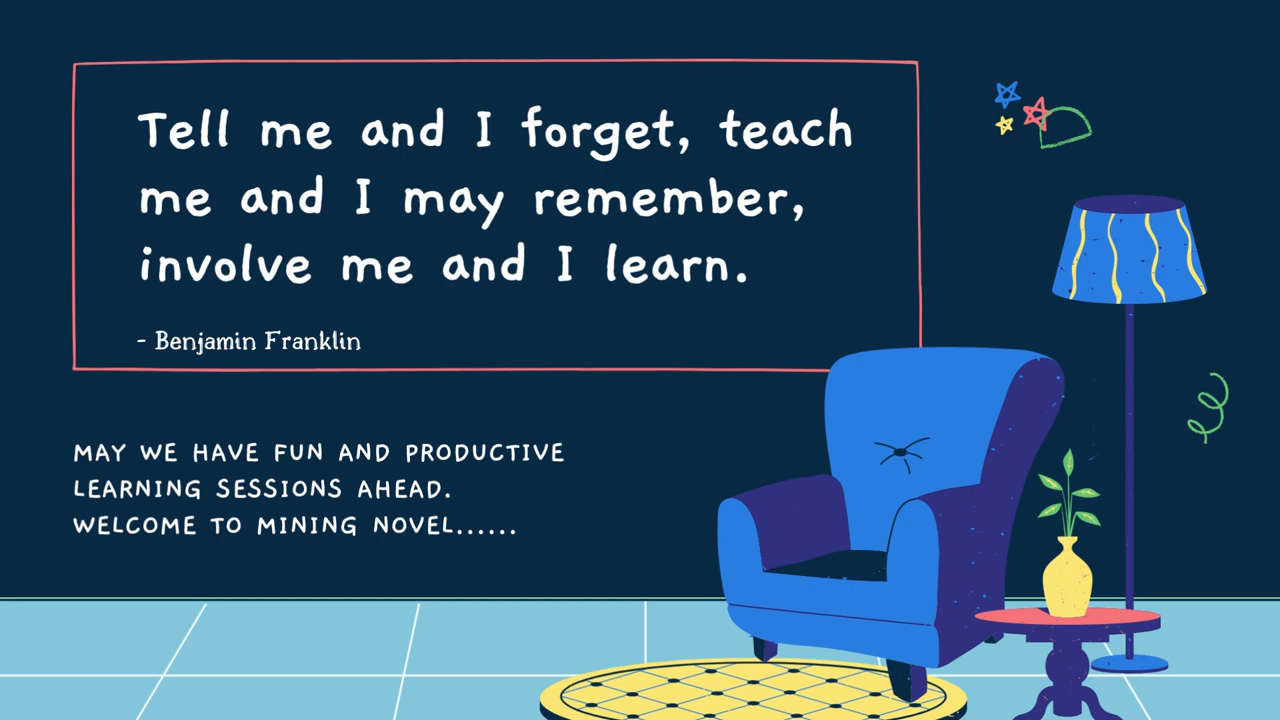 Tell me and I forget, teach
me and I may remember,
involve me and I learn.
- Benjamin Franklin
MAY WE HAVE FUN AND PRODUCTIVE
LEARNING SESSIONS AHEAD.
WELCOME TO MINING NOVEL......